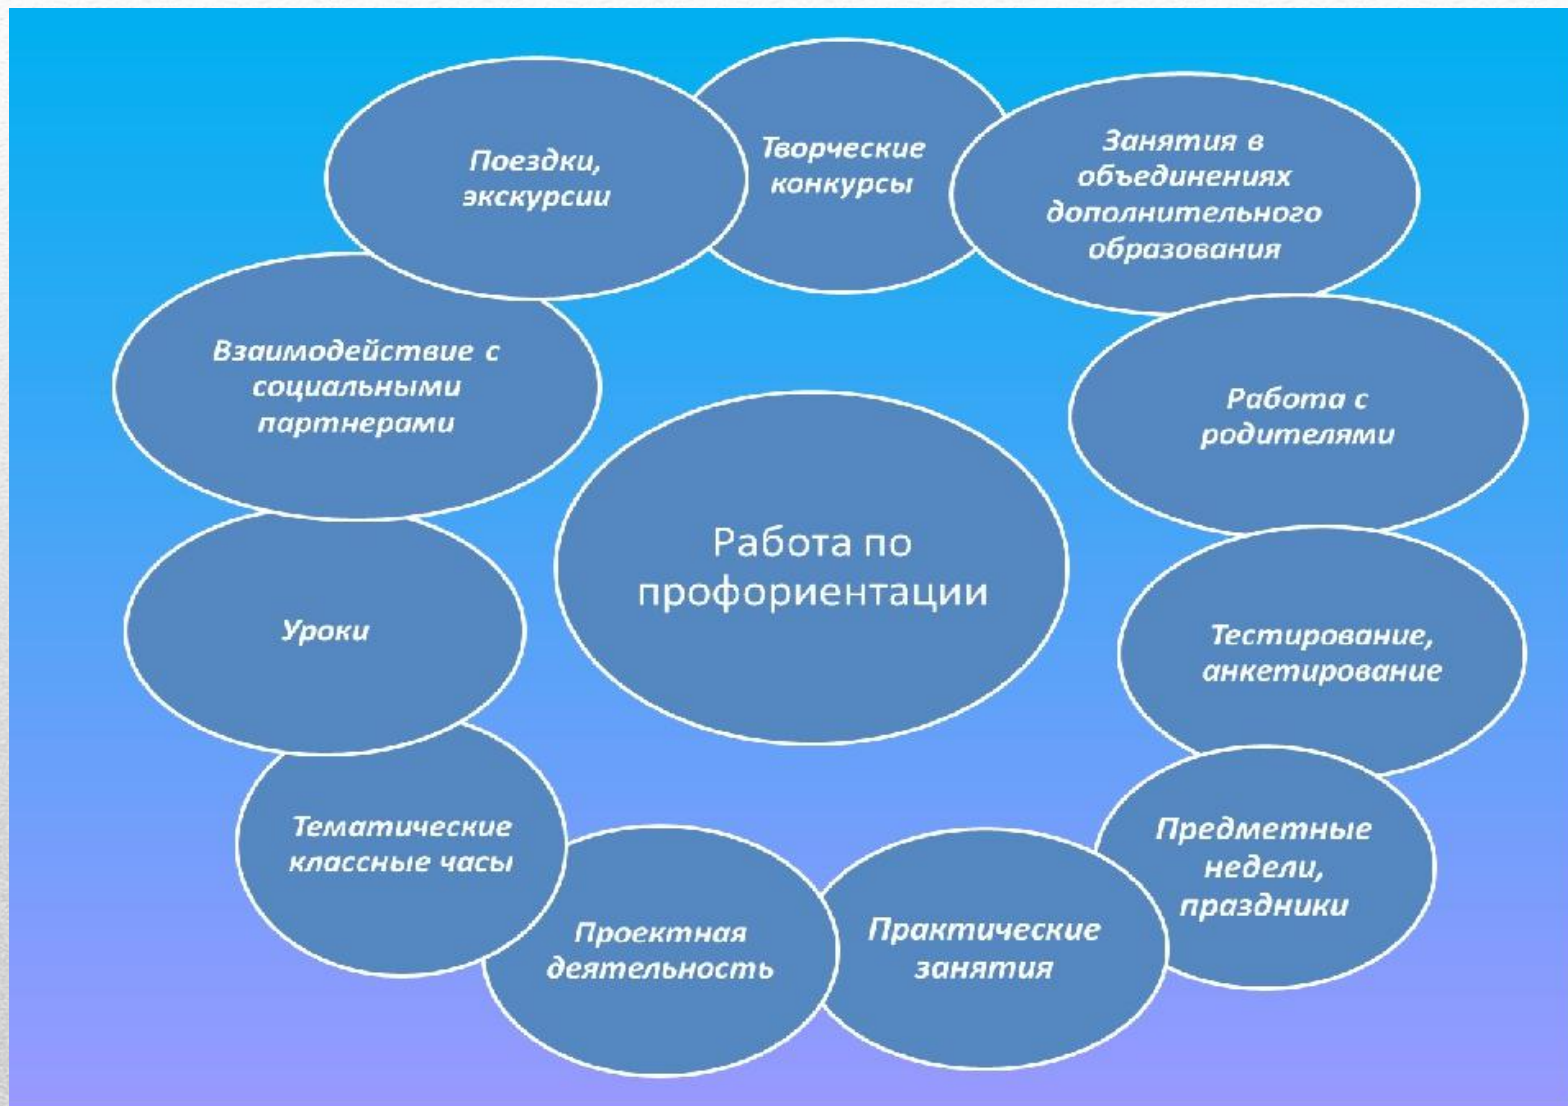 Поездки,
экскурсии
Творческие
конкурсы
Занятия в
объединениях
дополнительного
образования
Взаимодействие с
социальными
партнерами
Работа с
родителями
Работа по
профориентации
Уроки
Тестирование,
анкетирование
Тематические
классные часы
Предметные
недели,
праздники
Проектная
деятельность
Практические
занятия